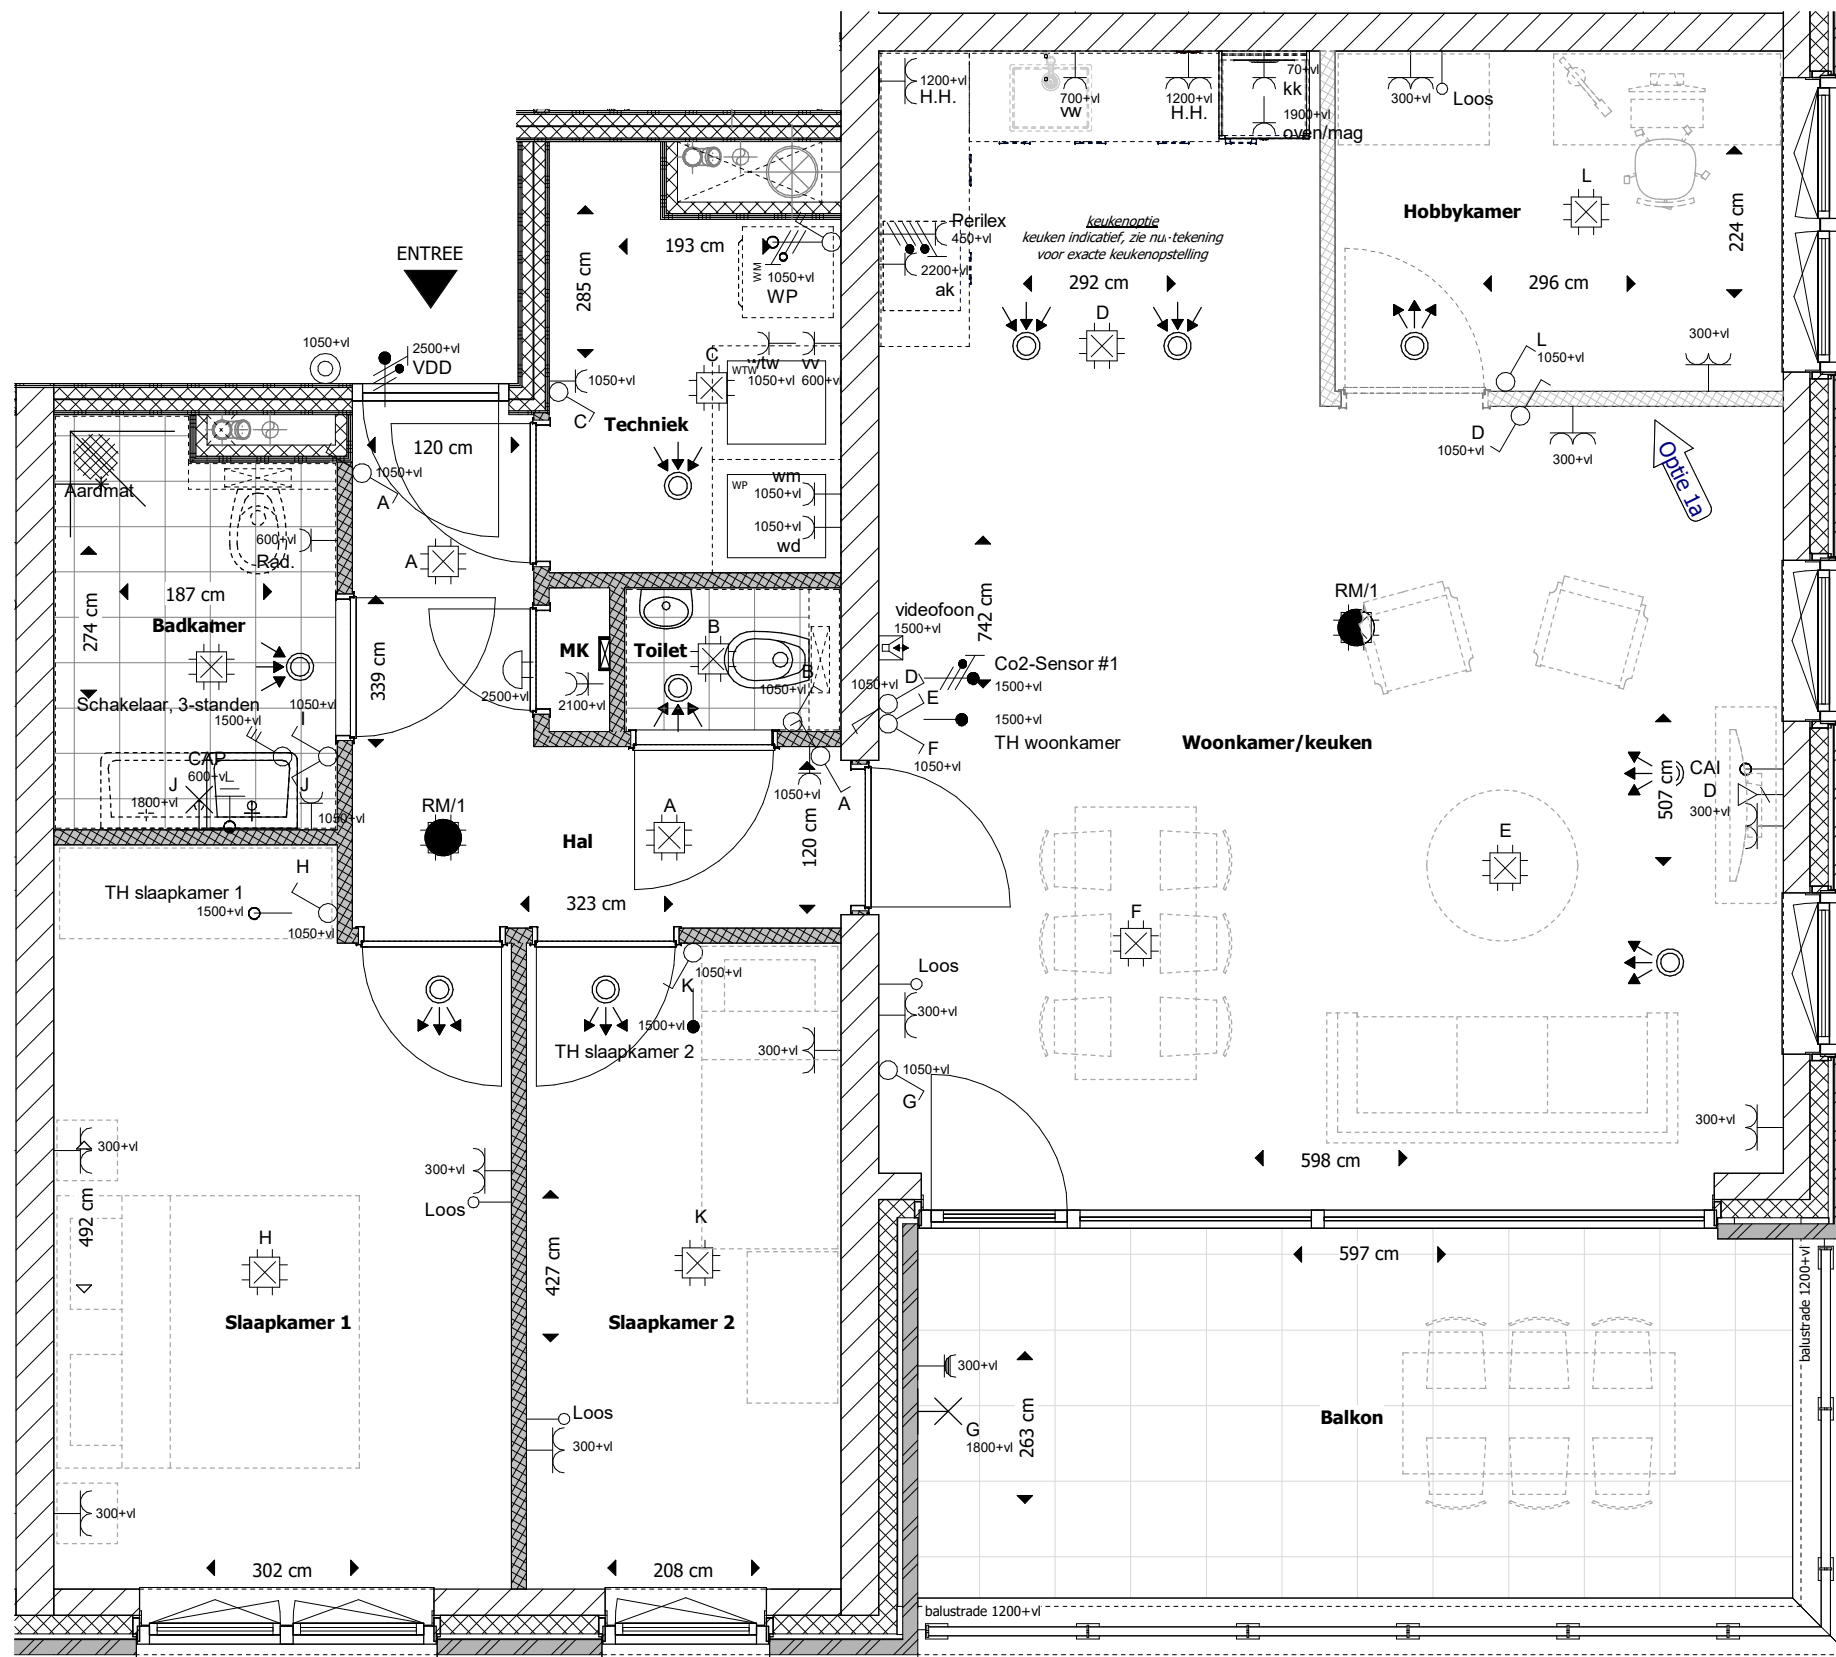 1200+vl
H.H.
700+vl
vw
1200+vl
H.H.
70+vl
kk
1900+vl
oven/mag
300+vl
Loos
L
Hobbykamer
224 cm
296 cm
L
1050+vl
300+vl
D
1050+vl
300+vl
Optie 1a
Perilex
450+vl
2200+vl
ak
keukenoptie
keuken indicatief, zie nul-tekening
voor exacte keukenopstelling
292 cm
D
ENTREE
1050+vl
2500+vl
VDD
193 cm
285 cm
WM
1050+vl
WP
C
WTW
wtw
1050+vl
vv
600+vl
1050+vl
C
Techniek
WP
wm
1050+vl
1050+vl
wd
120 cm
1050+vl
A
A
Aardmat
600+vl
Rad.
187 cm
274 cm
Badkamer
339 cm
Schakelaar, 3-standen
1500+vl
1050+vl
I
CAP
600+vl
J
1800+vl
J
1050+vl
2500+vl
MK
2100+vl
Toilet
B
B
1050+vl
videofoon
1500+vl
742 cm
Co2-Sensor #1
1500+vl
1050+vl
D
E
1500+vl
TH woonkamer
F
1050+vl
RM/1
Woonkamer/keuken
507 cm
CAI
D
300+vl
RM/1
Hal
A
1050+vl
A
120 cm
323 cm
E
F
H
TH slaapkamer 1
1500+vl
1050+vl
1050+vl
K
1500+vl
TH slaapkamer 2
300+vl
Loos
300+vl
1050+vl
G
300+vl
598 cm
300+vl
492 cm
300+vl
Loos
H
Slaapkamer 1
427 cm
K
Slaapkamer 2
Loos
300+vl
300+vl
302 cm
208 cm
597 cm
300+vl
G
1800+vl
263 cm
Balkon
balustrade 1200+vl
balustrade 1200+vl